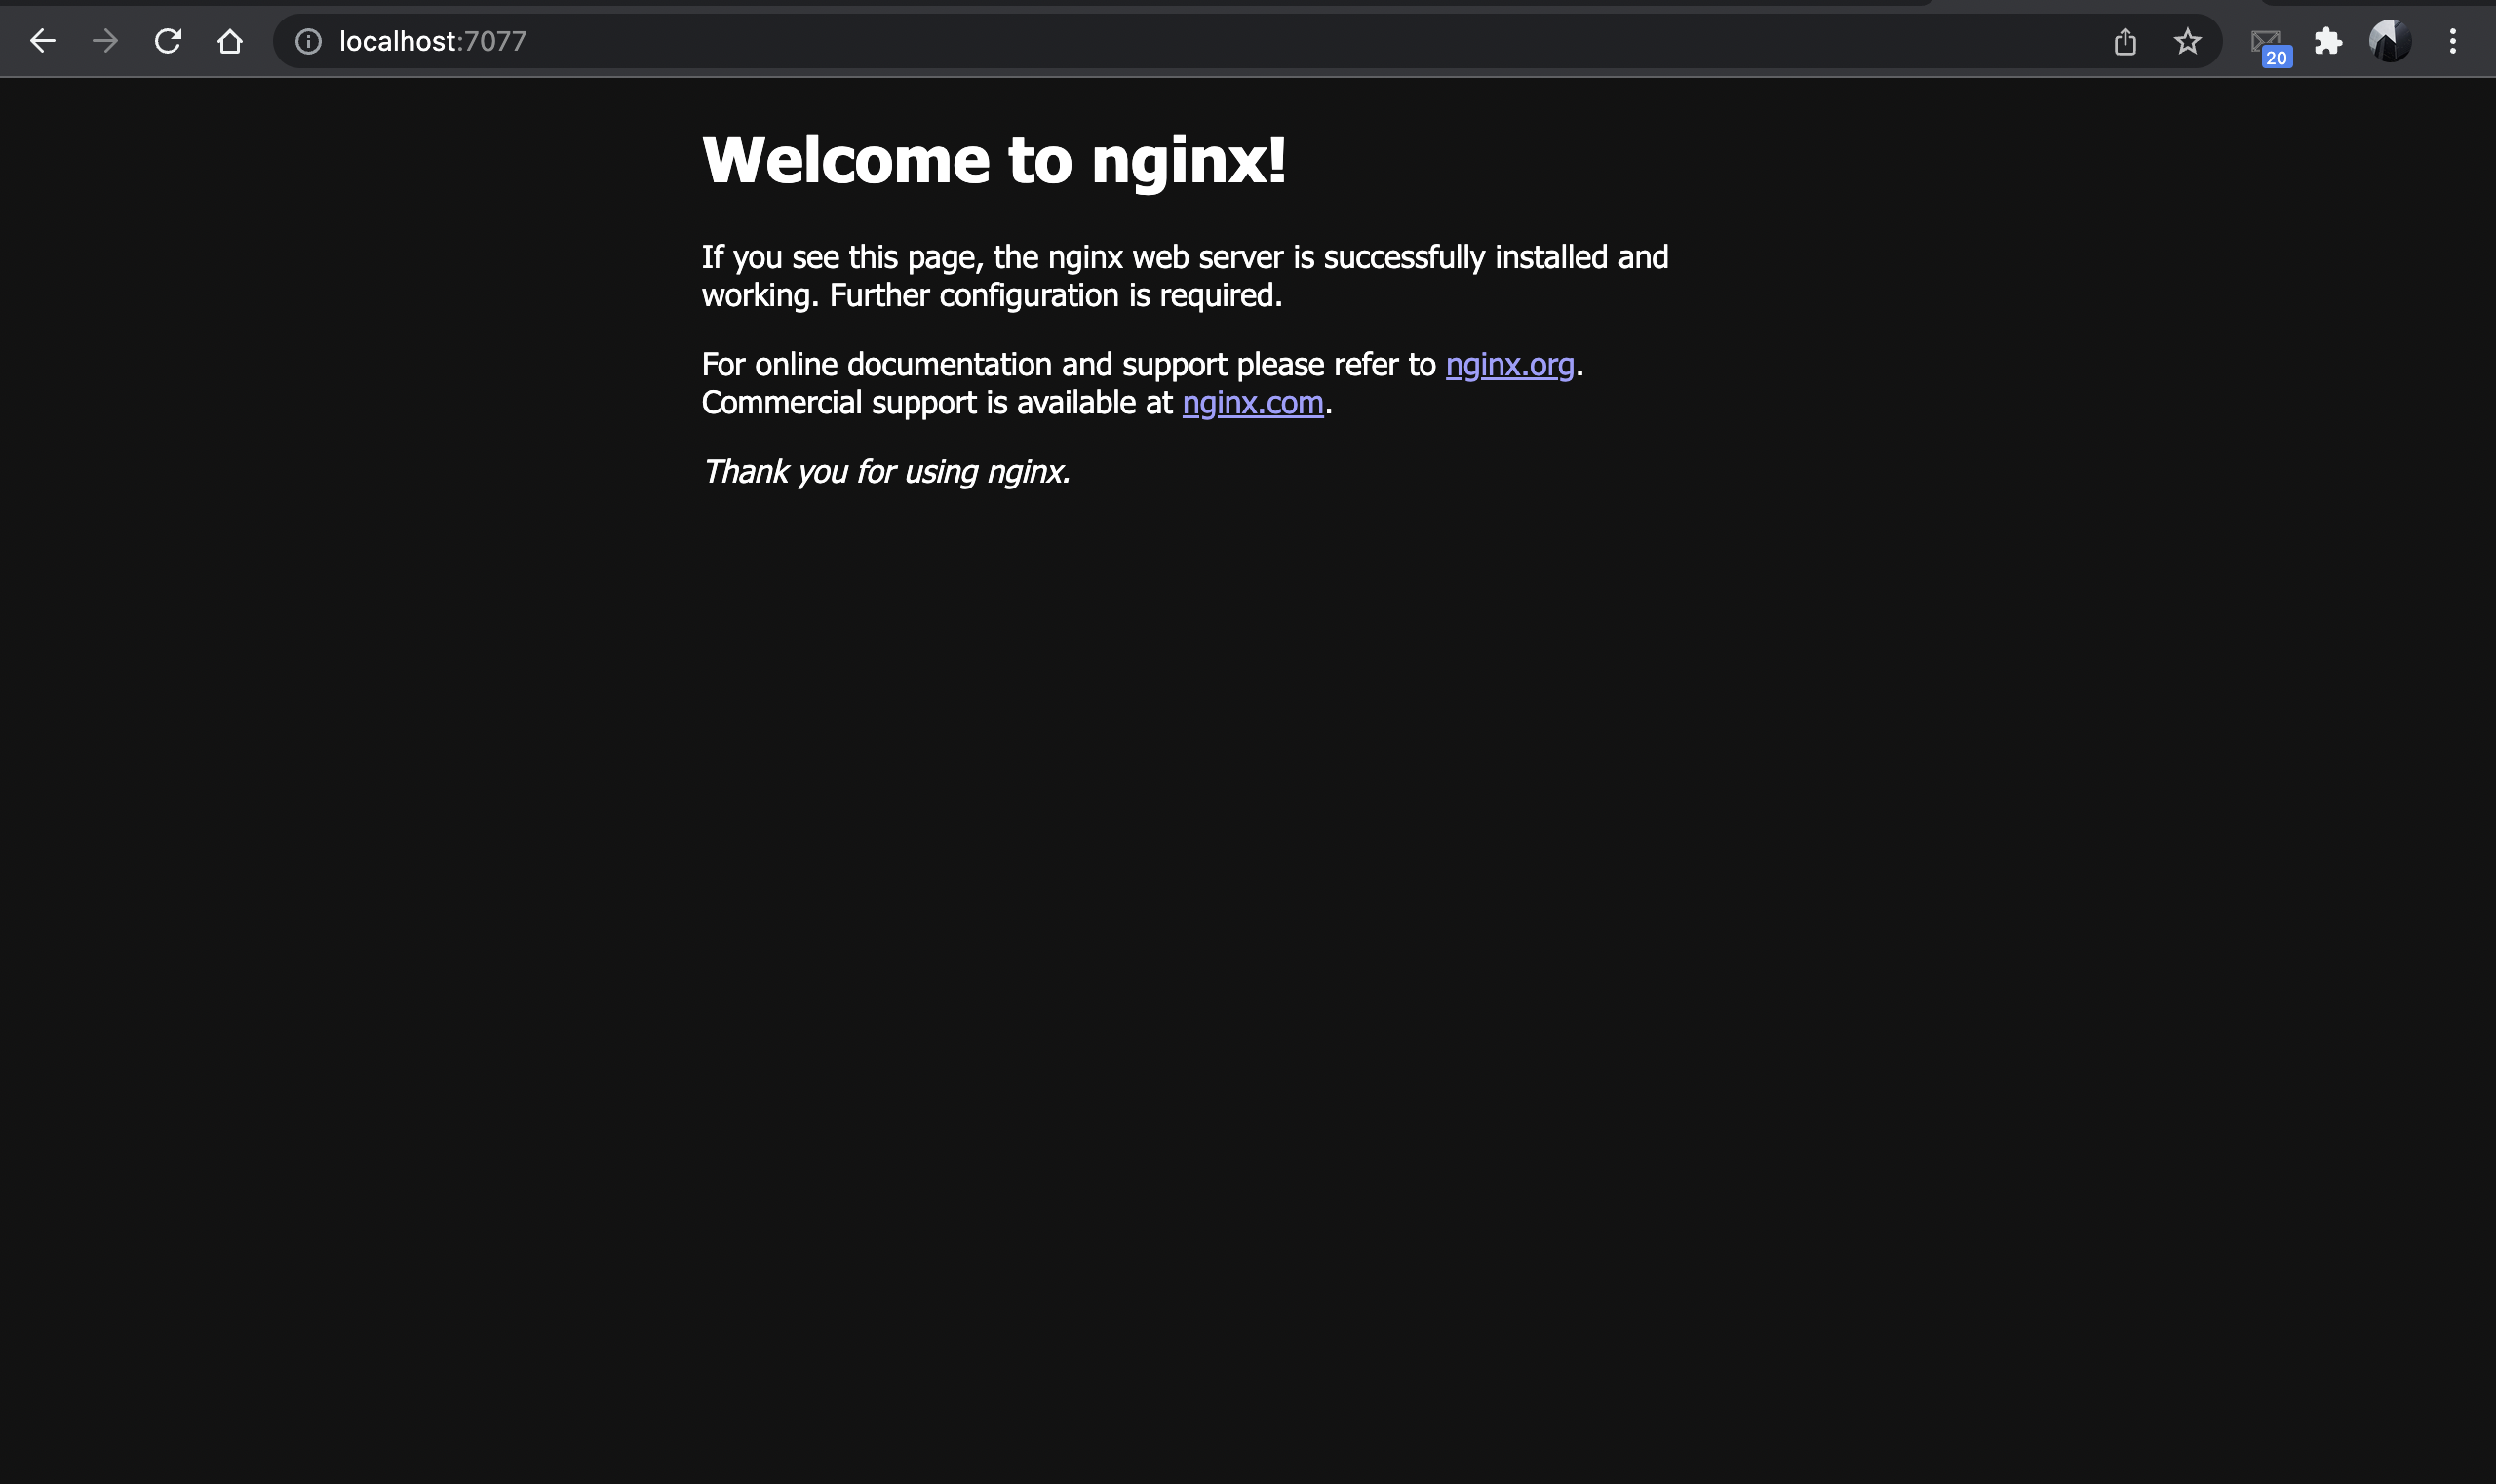 localhost:7077
20
Welcome to nginx!
If you see this page, the nginx web server is successfully installed and
working. Further configuration is required.
For online documentation and support please refer to nginx.org.
Commercial support is available at nginx.com.
Thank you for using nginx.